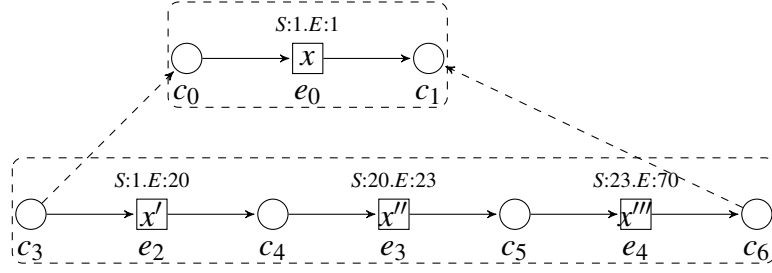 S:1.E:1
x
c₀ e₀ c₁
S:1.E:20 S:20.E:23 S:23.E:70
x′ x″ x‴
c₃ e₂ c₄ e₃ c₅ e₄ c₆